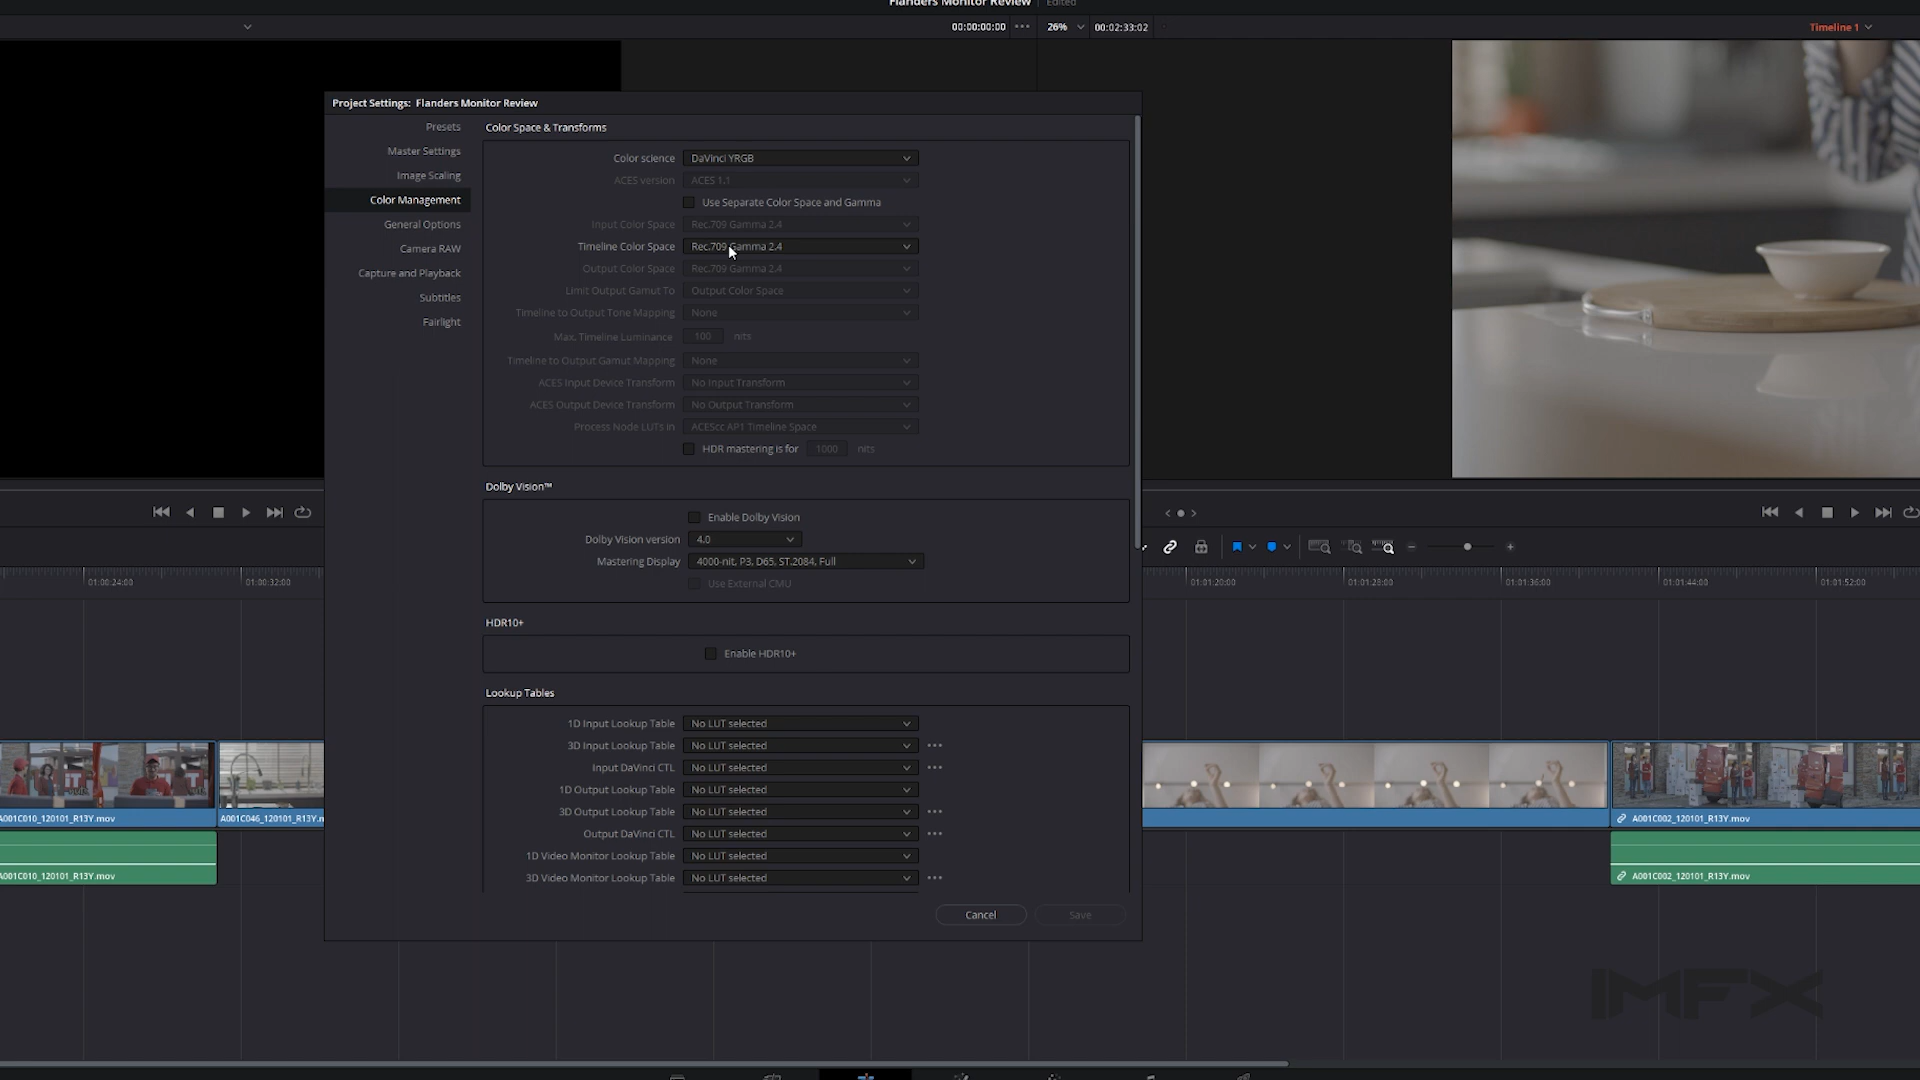 Flanders Monitor Review Edited
00:00:00:00 ••• 26% 00:02:33:02 Timeline 1
Project Settings: Flanders Monitor Review
Presets
Master Settings
Image Scaling
Color Management
General Options
Camera RAW
Capture and Playback
Subtitles
Fairlight
Color Space & Transforms
Color science DaVinci YRGB
ACES version ACES 1.1
Use Separate Color Space and Gamma
Input Color Space Rec.709 Gamma 2.4
Timeline Color Space Rec.709 Gamma 2.4
Output Color Space Rec.709 Gamma 2.4
Limit Output Gamut To Output Color Space
Timeline to Output Tone Mapping None
Max. Timeline Luminance 100 nits
Timeline to Output Gamut Mapping None
ACES Input Device Transform No Input Transform
ACES Output Device Transform No Output Transform
Process Node LUTs in ACEScc AP1 Timeline Space
HDR mastering is for 1000 nits
Dolby Vision™
Enable Dolby Vision
Dolby Vision version 4.0
Mastering Display 4000-nit, P3, D65, ST.2084, Full
Use External CMU
HDR10+
Enable HDR10+
Lookup Tables
1D Input Lookup Table No LUT selected
3D Input Lookup Table No LUT selected •••
Input DaVinci CTL No LUT selected •••
1D Output Lookup Table No LUT selected
3D Output Lookup Table No LUT selected •••
Output DaVinci CTL No LUT selected •••
1D Video Monitor Lookup Table No LUT selected
3D Video Monitor Lookup Table No LUT selected •••
Cancel Save
01:00:24:00 01:00:32:00 01:01:20:00 01:01:28:00 01:01:36:00 01:01:44:00 01:01:52:00
A001C010_120101_R13Y.mov A001C046_120101_R13Y.m A001C002_120101_R13Y.mov
A001C010_120101_R13Y.mov A001C002_120101_R13Y.mov
IMFX